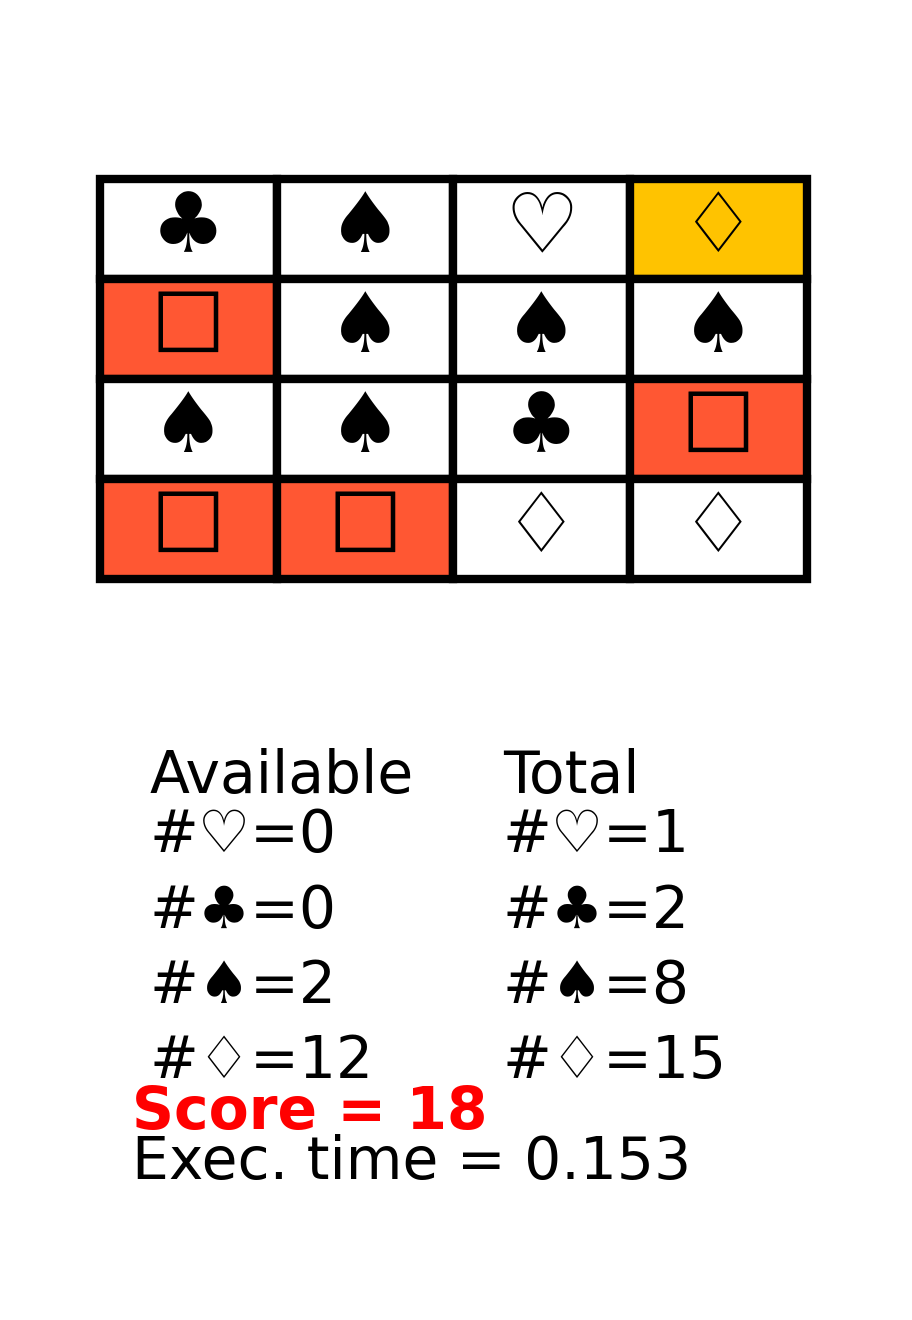 ♣ ♠ ♡ ♢
□ ♠ ♠ ♠
♠ ♠ ♣ □
□ □ ♢ ♢
Available Total
#♡=0 #♡=1
#♣=0 #♣=2
#♠=2 #♠=8
#♢=12 #♢=15
Score = 18
Exec. time = 0.153